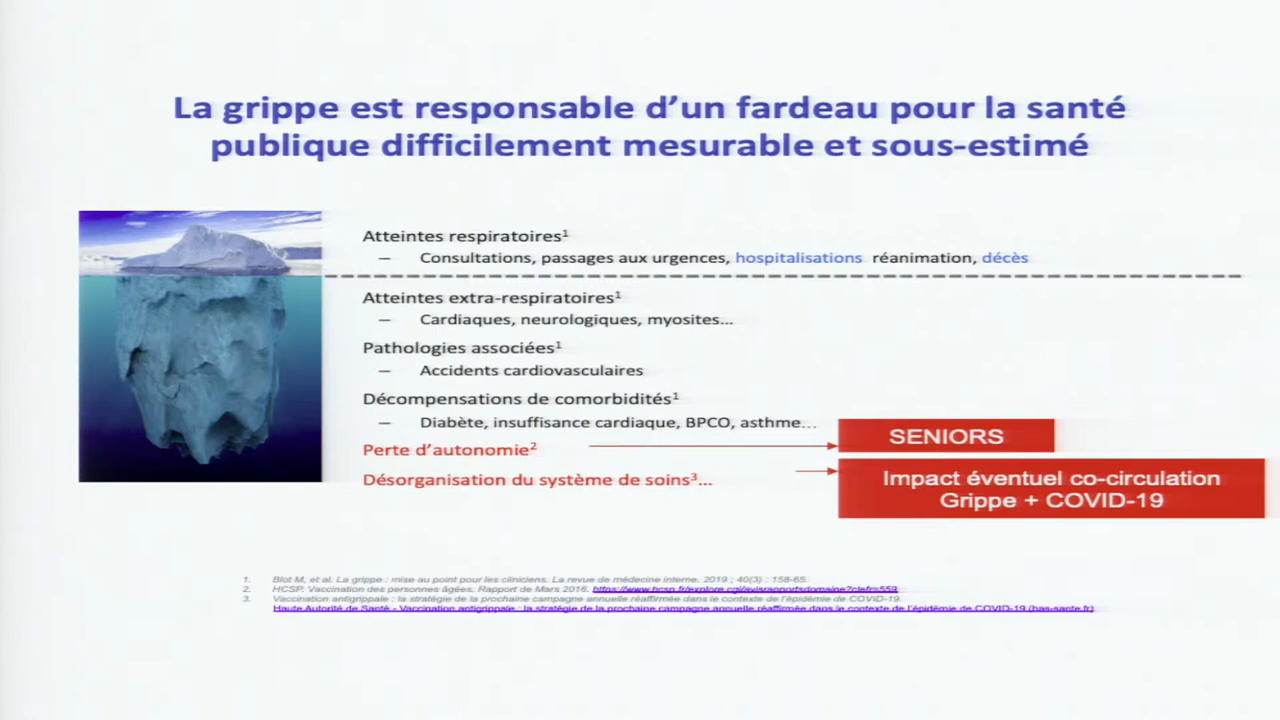 La grippe est responsable d’un fardeau pour la santé
publique difficilement mesurable et sous-estimé
Atteintes respiratoires¹
– Consultations, passages aux urgences, hospitalisations réanimation, décès
Atteintes extra-respiratoires¹
– Cardiaques, neurologiques, myosites...
Pathologies associées¹
– Accidents cardiovasculaires
Décompensations de comorbidités¹
– Diabète, insuffisance cardiaque, BPCO, asthme...
Perte d’autonomie²
SENIORS
Désorganisation du système de soins³...
Impact éventuel co-circulation
Grippe + COVID-19
1. Blot M, et al. La grippe : mise au point pour les cliniciens. La revue de médecine interne. 2019 ; 40(3) : 158-65.
2. HCSP. Vaccination des personnes âgées. Rapport de Mars 2016. https://www.hcsp.fr/explore.cgi/avisrapportsdomaine?clefr=559
3. Vaccination antigrippale : la stratégie de la prochaine campagne annuelle réaffirmée dans le contexte de l’épidémie de COVID-19.
Haute Autorité de Santé - Vaccination antigrippale : la stratégie de la prochaine campagne annuelle réaffirmée dans le contexte de l’épidémie de COVID-19 (has-sante.fr)